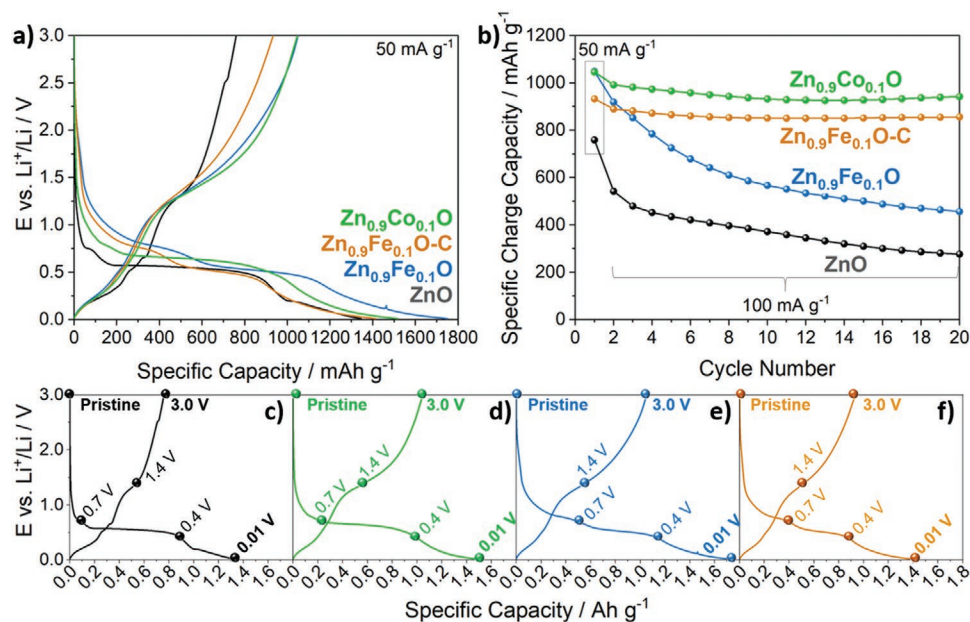 a)
50 mA g⁻¹
E vs. Li⁺/Li / V
3.0
2.5
2.0
1.5
1.0
0.5
0.0
Zn₀.₉Co₀.₁O
Zn₀.₉Fe₀.₁O-C
Zn₀.₉Fe₀.₁O
ZnO
0 200 400 600 800 1000 1200 1400 1600 1800
Specific Capacity / mAh g⁻¹
b)
50 mA g⁻¹
Specific Charge Capacity / mAh g⁻¹
1200
1000
800
600
400
200
0
Zn₀.₉Co₀.₁O
Zn₀.₉Fe₀.₁O-C
Zn₀.₉Fe₀.₁O
ZnO
100 mA g⁻¹
0 2 4 6 8 10 12 14 16 18 20
Cycle Number
E vs. Li⁺/Li / V
3.0
2.0
1.0
0.0
Pristine 3.0 V c)
1.4 V
0.7 V
0.4 V
0.01 V
0.0 0.2 0.4 0.6 0.8 1.0 1.2 1.4 1.6
Pristine 3.0 V d)
1.4 V
0.7 V
0.4 V
0.01 V
0.0 0.2 0.4 0.6 0.8 1.0 1.2 1.4 1.6
Pristine 3.0 V e)
1.4 V
0.7 V
0.4 V
0.01 V
0.0 0.2 0.4 0.6 0.8 1.0 1.2 1.4 1.6
Pristine 3.0 V f)
1.4 V
0.7 V
0.4 V
0.01 V
0.0 0.2 0.4 0.6 0.8 1.0 1.2 1.4 1.6 1.8
Specific Capacity / Ah g⁻¹